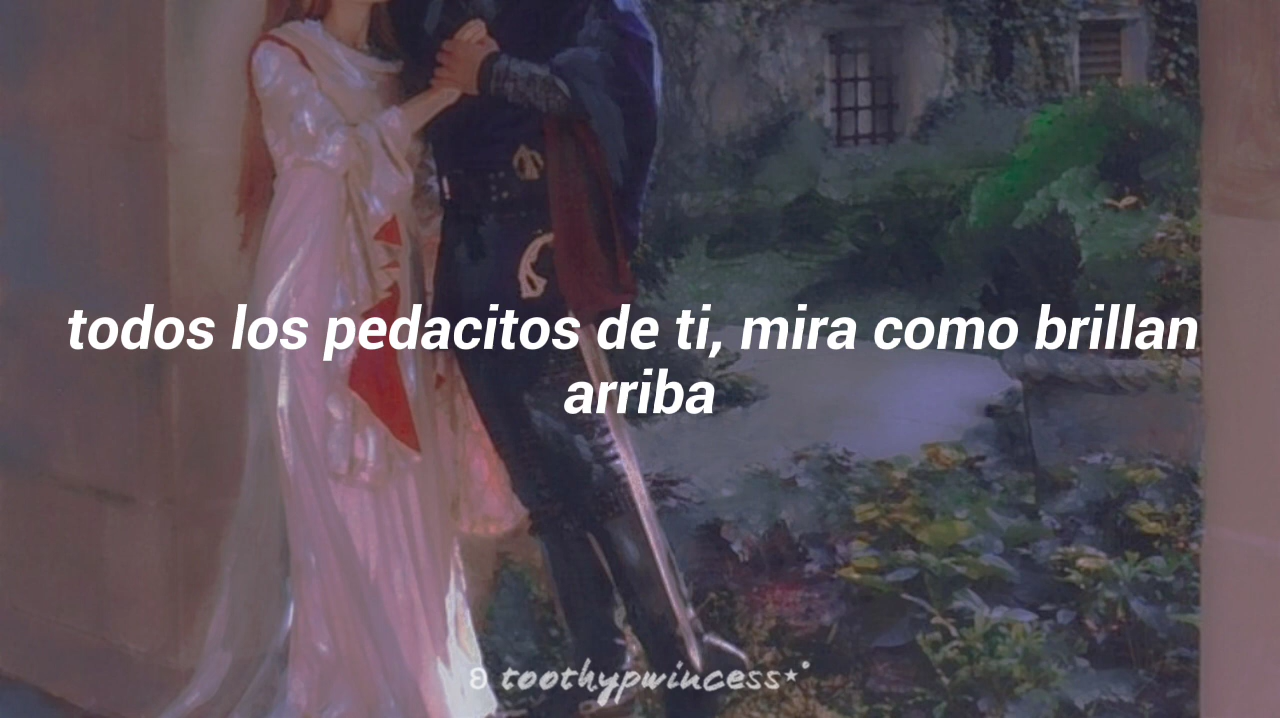 todos los pedacitos de ti, mira como brillan
arriba
ʚ toothypwincess⋆˚